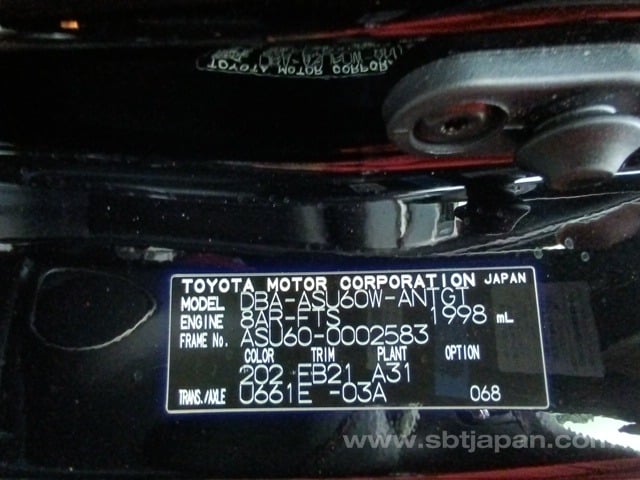 TOYOTA MOTOR CORPORATION JAPAN
MODEL DBA-ASU60W-ANTGT
ENGINE 8AR-FTS 1998 mL
FRAME No. ASU60-0002583
COLOR TRIM PLANT OPTION
202 EB21 A31
TRANS./AXLE U661E -03A 068
www.sbtjapan.com